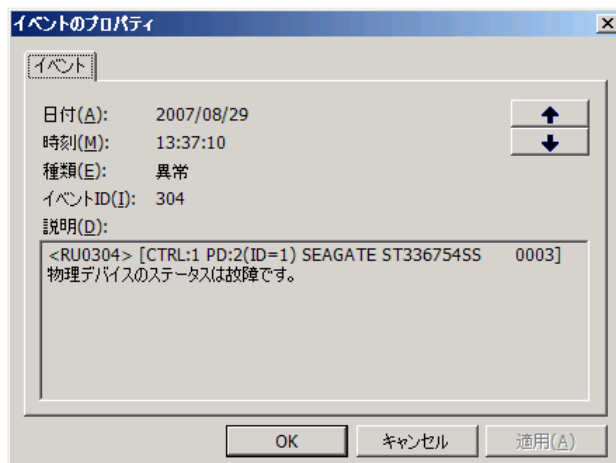 イベントのプロパティ
イベント
日付(A): 2007/08/29
時刻(M): 13:37:10
種類(E): 異常
イベントID(I): 304
説明(D):
<RU0304> [CTRL:1 PD:2(ID=1) SEAGATE ST336754SS 0003]
物理デバイスのステータスは故障です。
OK キャンセル 適用(A)